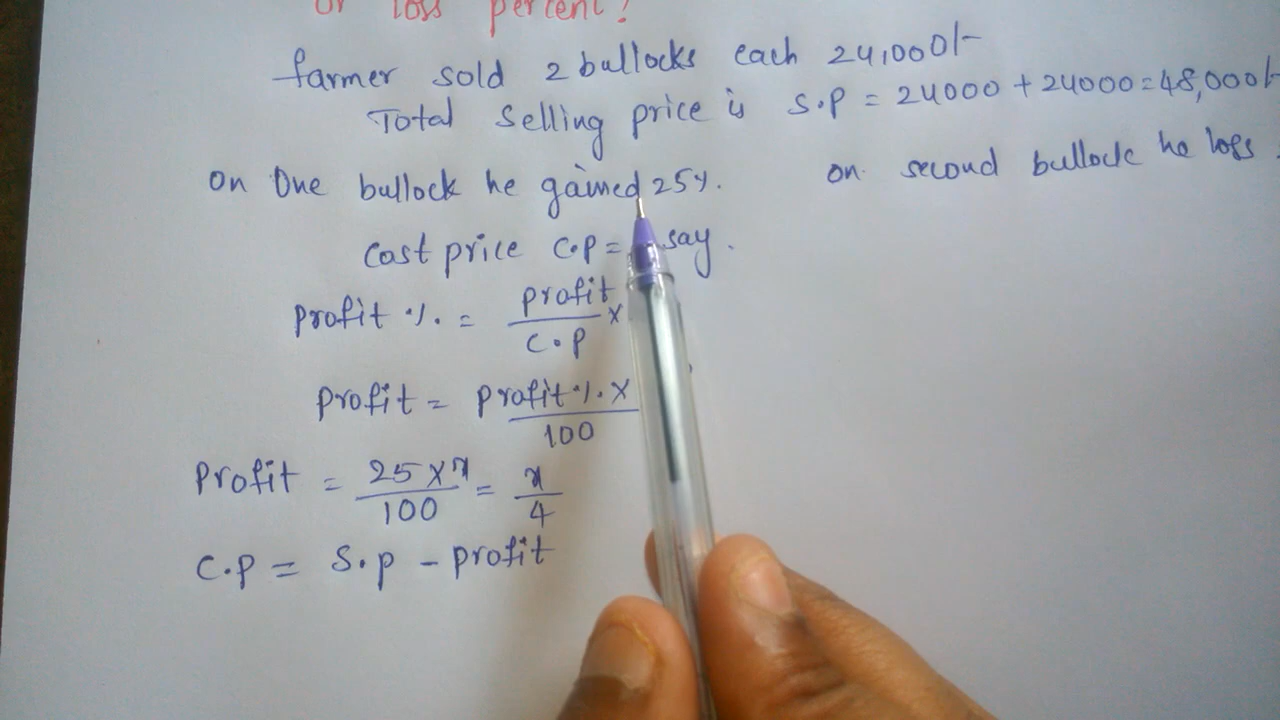 or loss percent?
farmer sold 2 bullocks each 24,000/-
Total selling price is S.P = 24000 + 24000 = 48,000/-
on One bullock he gained 25%. on second bullock he loss
Cost price C.P = say.
Profit %. = profit / C.P ×
Profit = Profit %. × / 100
Profit = 25 × x / 100 = x / 4
C.P = S.P - profit